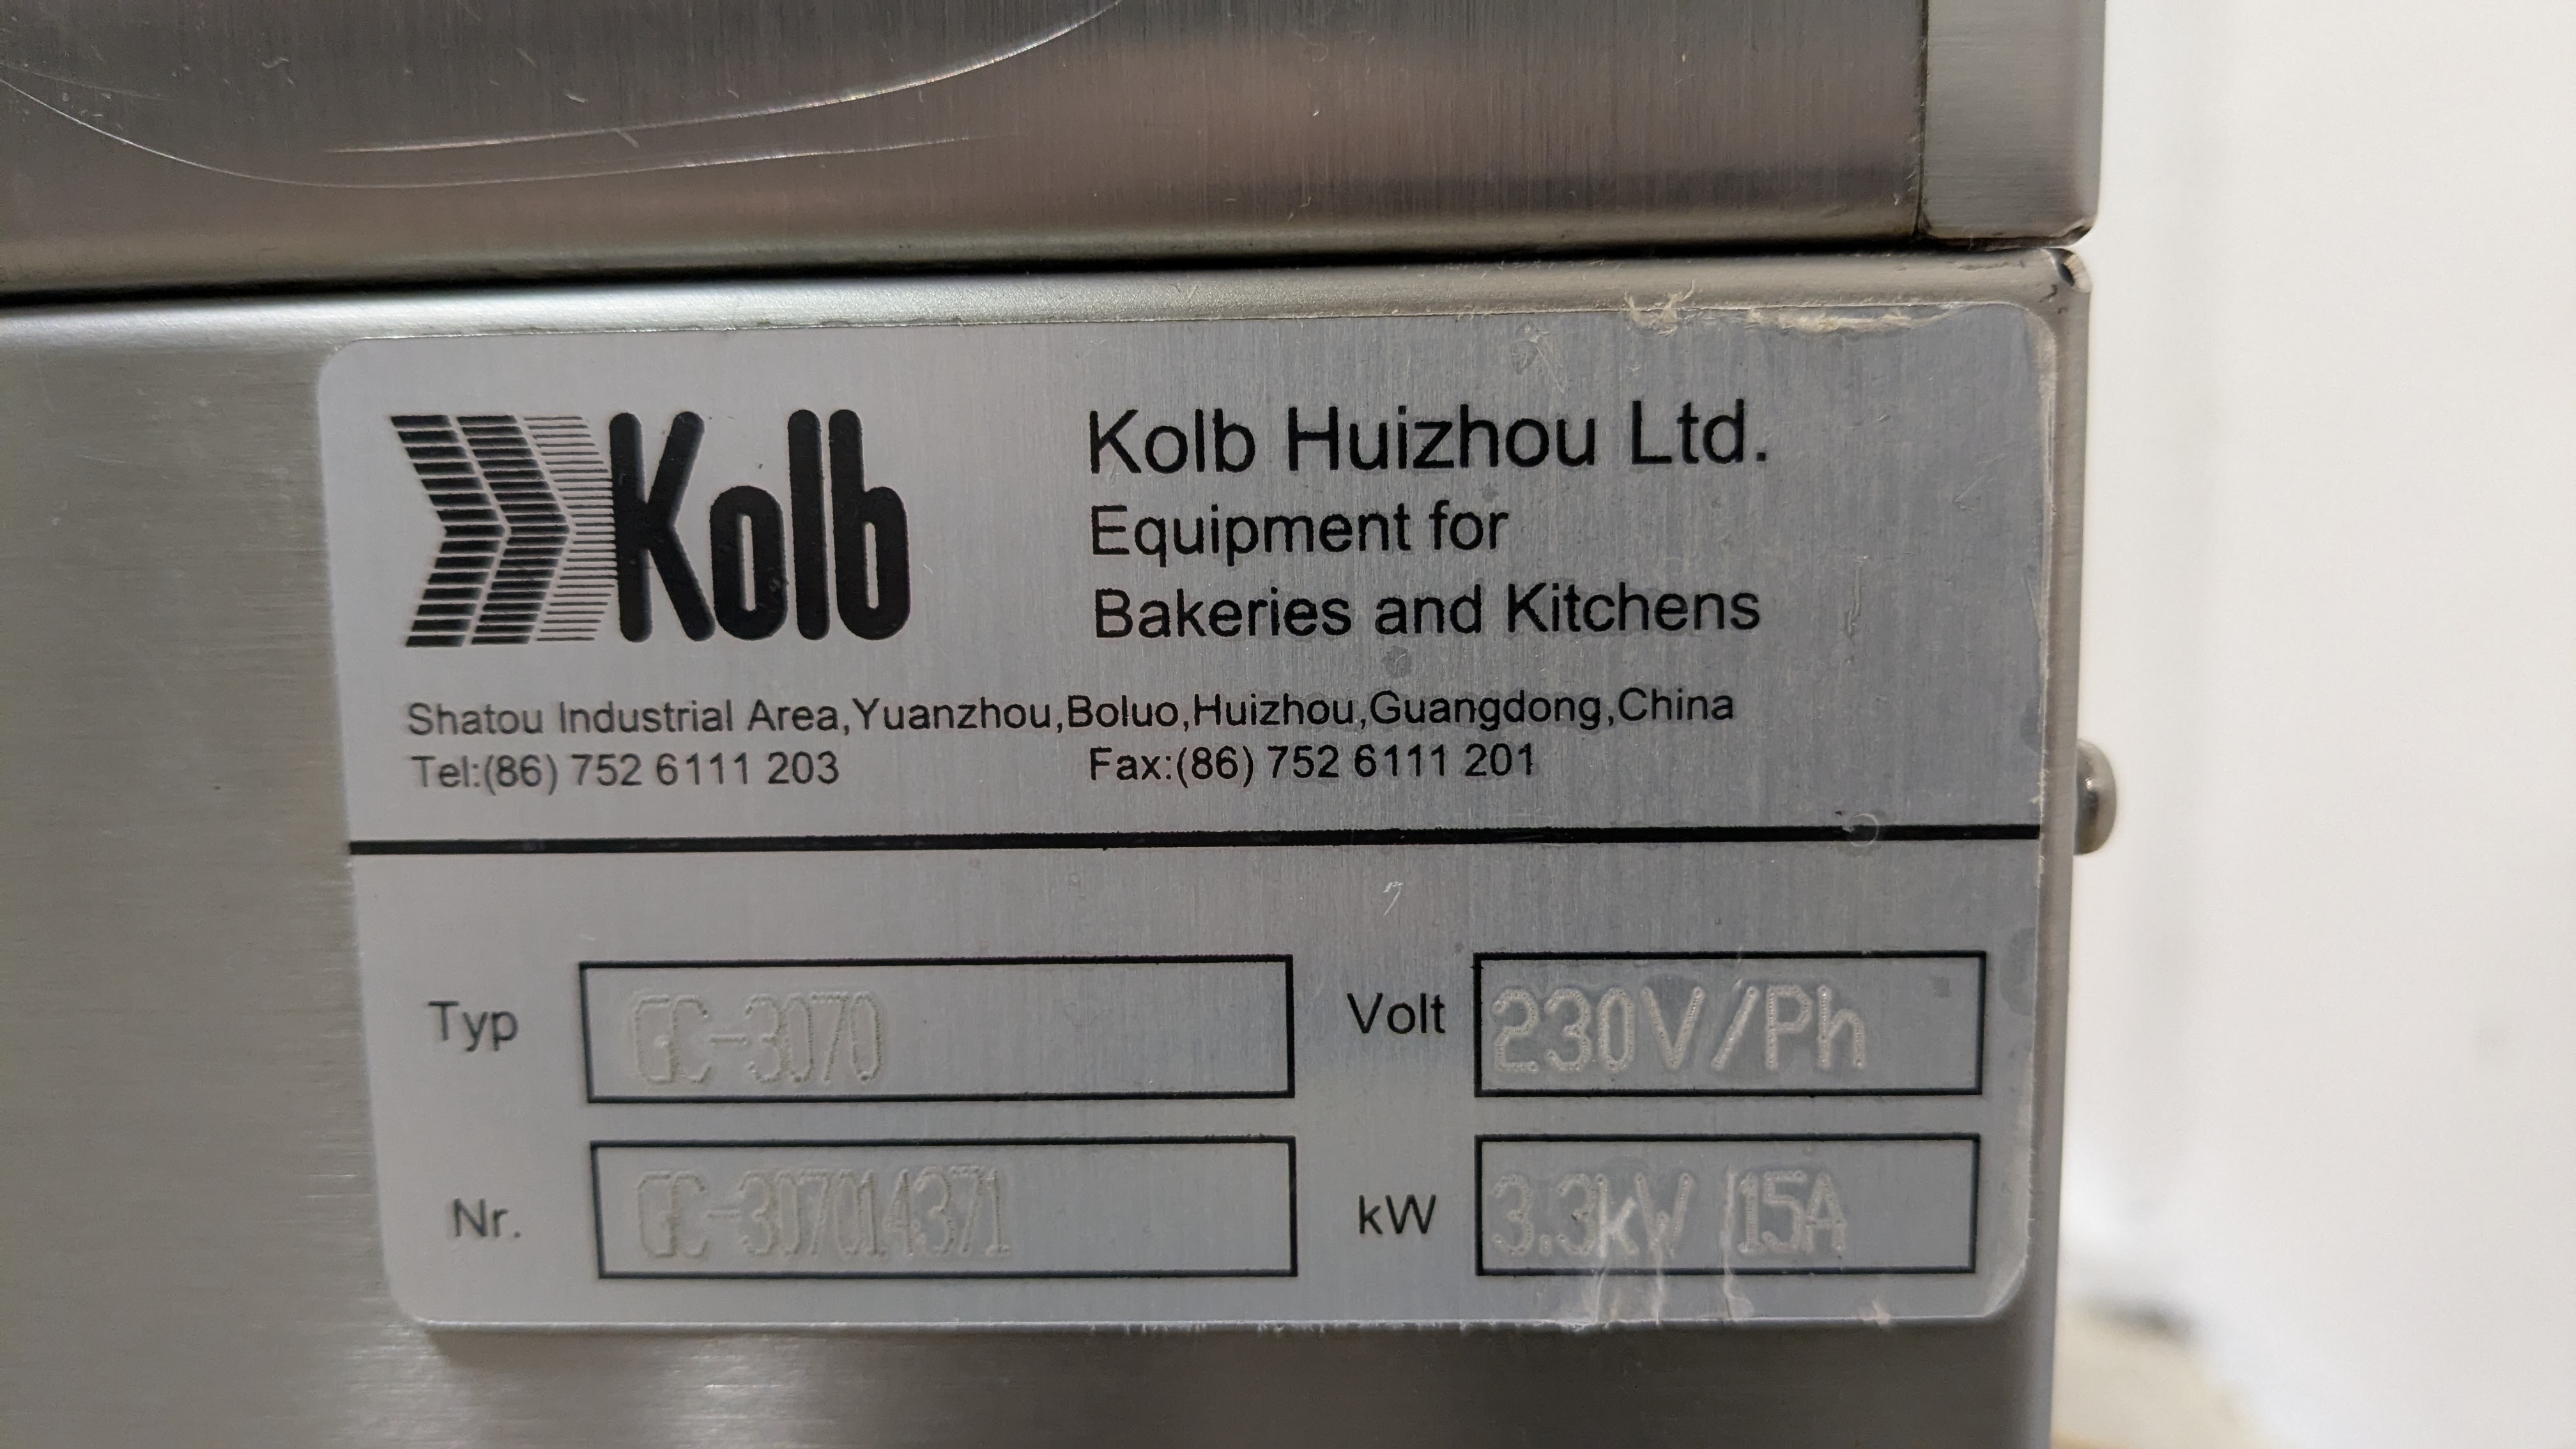 Kolb
Kolb Huizhou Ltd.
Equipment for
Bakeries and Kitchens
Shatou Industrial Area,Yuanzhou,Boluo,Huizhou,Guangdong,China
Tel:(86) 752 6111 203 Fax:(86) 752 6111 201
Typ GC-3070 Volt 230V/Ph
Nr. GC-307014371 kW 3.3kW /15A